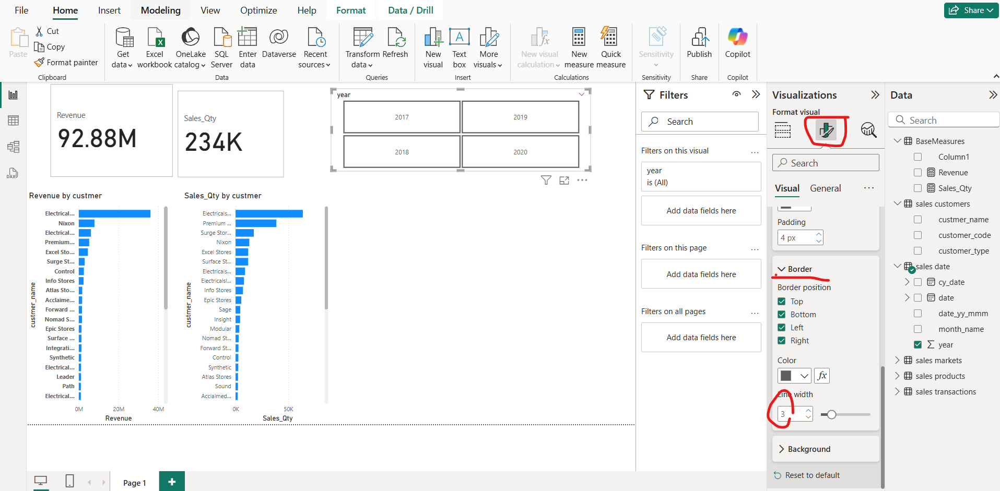 File Home Insert Modeling View Optimize Help Format Data / Drill Share
Paste
Cut
Copy
Format painter
Clipboard
Get data
Excel workbook
OneLake catalog
SQL Server
Enter data
Dataverse
Recent sources
Data
Transform data
Refresh
Queries
New visual
Text box
More visuals
Insert
New visual calculation
New measure
Quick measure
Calculations
Sensitivity
Sensitivity
Publish
Share
Copilot
Copilot
DAX
Revenue
92.88M
Sales_Qty
234K
year
2017
2019
2018
2020
Revenue by custmer
custmer_name
Electrical...
Nixon
Electrical...
Premium...
Excel Sto...
Surge St...
Control
Info Stores
Atlas Sto...
Acclaime...
Forward ...
Nomad S...
Epic Stores
Surface ...
Integrati...
Synthetic
Electrical...
Leader
Path
Electrical...
0M 20M 40M
Revenue
Sales_Qty by custmer
custmer_name
Electricals...
Premium ...
Surge Stor...
Nixon
Excel Stores
Surface St...
Electricals...
Electricalsl...
Info Stores
Epic Stores
Sage
Insight
Modular
Nomad St...
Forward St...
Control
Synthetic
Atlas Stores
Sound
Acclaimed...
0K 50K
Sales_Qty
Page 1
Filters
Search
Filters on this visual ...
year
is (All)
Add data fields here
Filters on this page ...
Add data fields here
Filters on all pages ...
Add data fields here
Visualizations
Format visual
Search
Visual General ...
Padding
4 px
Border
Border position
Top
Bottom
Left
Right
Color
fx
Line width
3
Background
Reset to default
Data
Search
BaseMeasures
Column1
Revenue
Sales_Qty
sales customers
custmer_name
customer_code
customer_type
sales date
cy_date
date
date_yy_mmm
month_name
year
sales markets
sales products
sales transactions